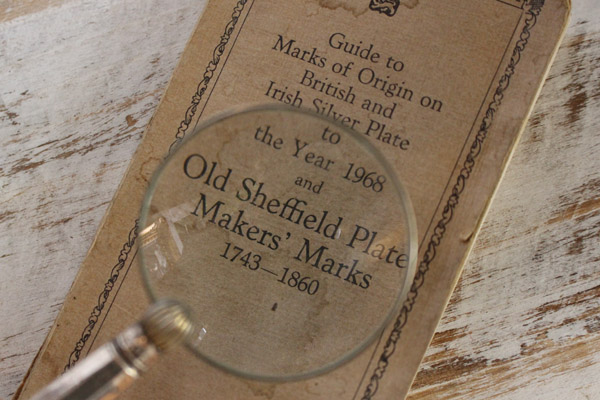 Guide to
Marks of Origin on
British and
Irish Silver Plate
to
the Year 1968
and
Old Sheffield Plate
Makers' Marks
1743—1860